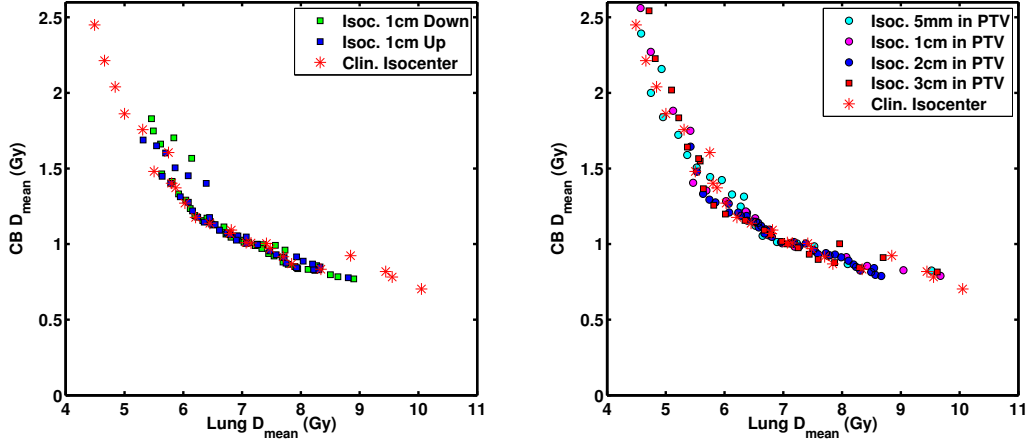 2.5
2
1.5
1
0.5
0
CB D_mean (Gy)
4 5 6 7 8 9 10 11
Lung D_mean (Gy)
Isoc. 1cm Down
Isoc. 1cm Up
Clin. Isocenter
2.5
2
1.5
1
0.5
0
CB D_mean (Gy)
4 5 6 7 8 9 10 11
Lung D_mean (Gy)
Isoc. 5mm in PTV
Isoc. 1cm in PTV
Isoc. 2cm in PTV
Isoc. 3cm in PTV
Clin. Isocenter